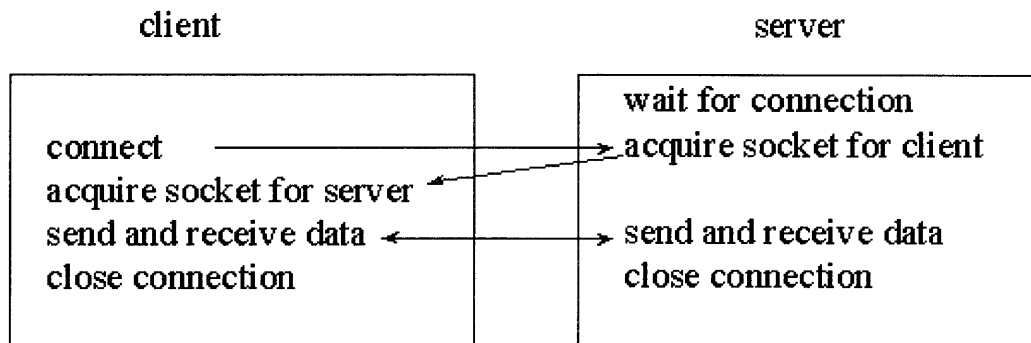 client
server
connect
acquire socket for server
send and receive data
close connection
wait for connection
acquire socket for client
send and receive data
close connection